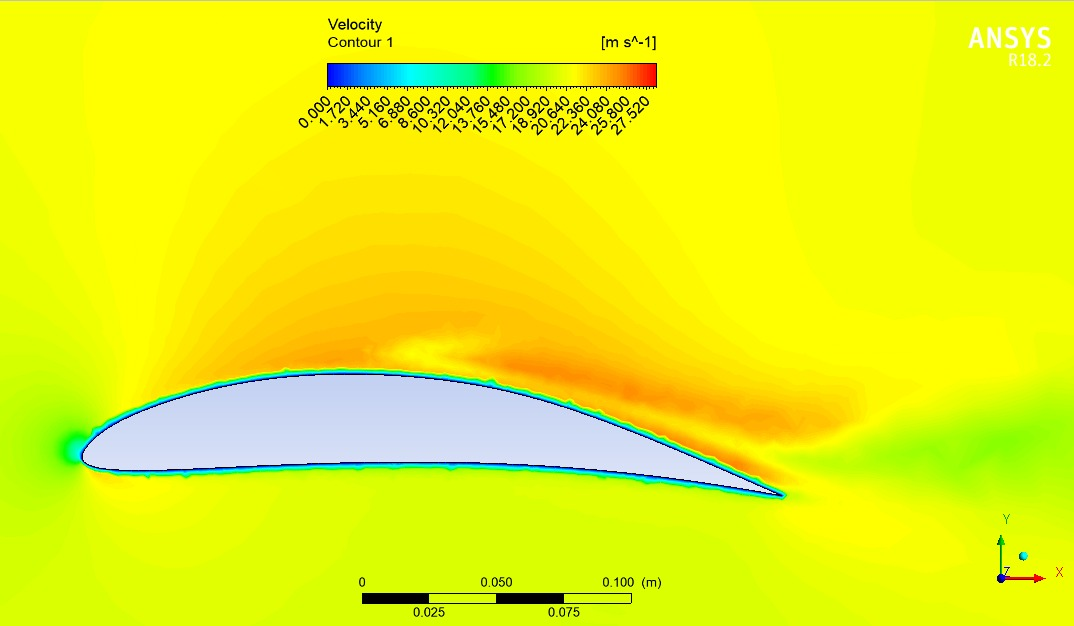 Velocity
Contour 1 [m s^-1]
ANSYS
R18.2
0.000 1.720 3.440 5.160 6.880 8.600 10.320 12.040 13.760 15.480 17.200 18.920 20.640 22.360 24.080 25.800 27.520
Y
Z X
0 0.050 0.100 (m)
0.025 0.075